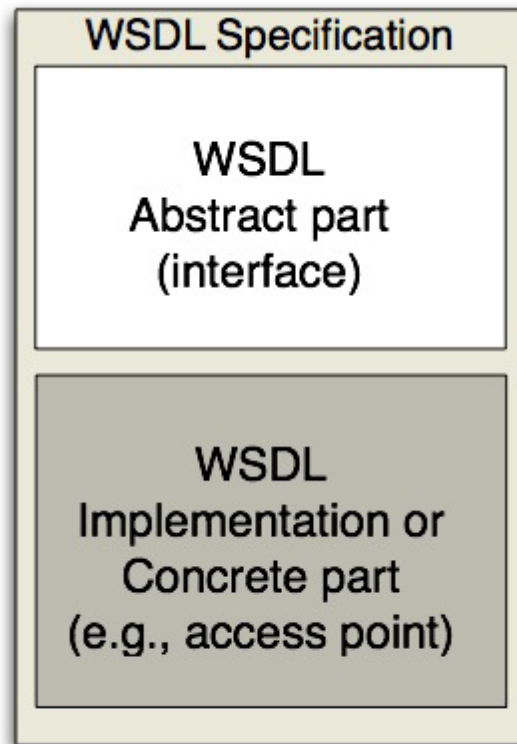 WSDL Specification
WSDL
Abstract part
(interface)
WSDL
Implementation or
Concrete part
(e.g., access point)